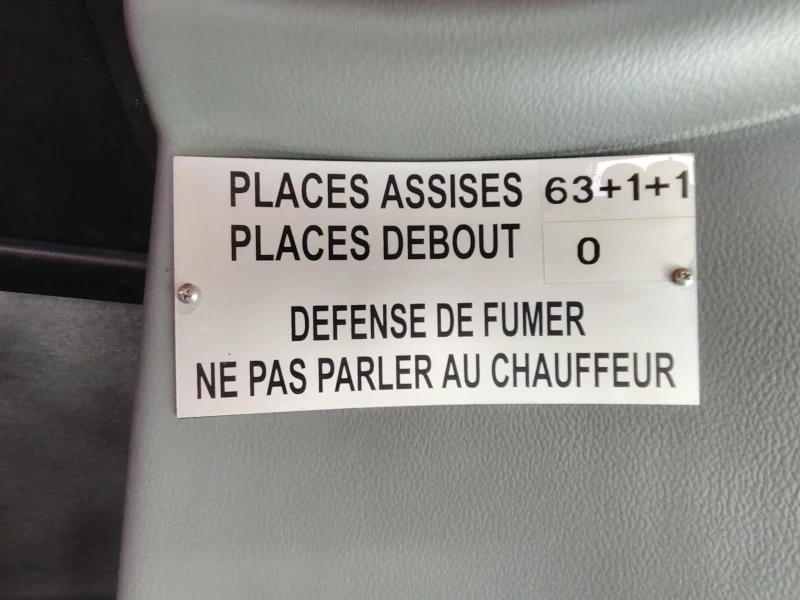 PLACES ASSISES 63+1+1
PLACES DEBOUT 0
DEFENSE DE FUMER
NE PAS PARLER AU CHAUFFEUR